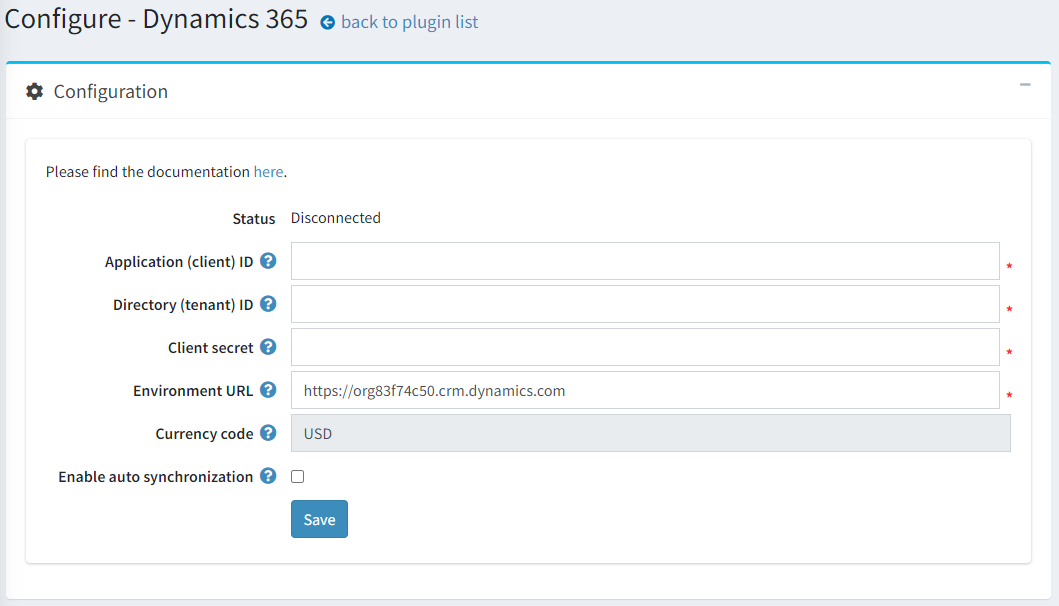 Configure - Dynamics 365 back to plugin list
Configuration
Please find the documentation here.
Status Disconnected
Application (client) ID ? *
Directory (tenant) ID ? *
Client secret ? *
Environment URL ? https://org83f74c50.crm.dynamics.com *
Currency code ? USD
Enable auto synchronization ?
Save